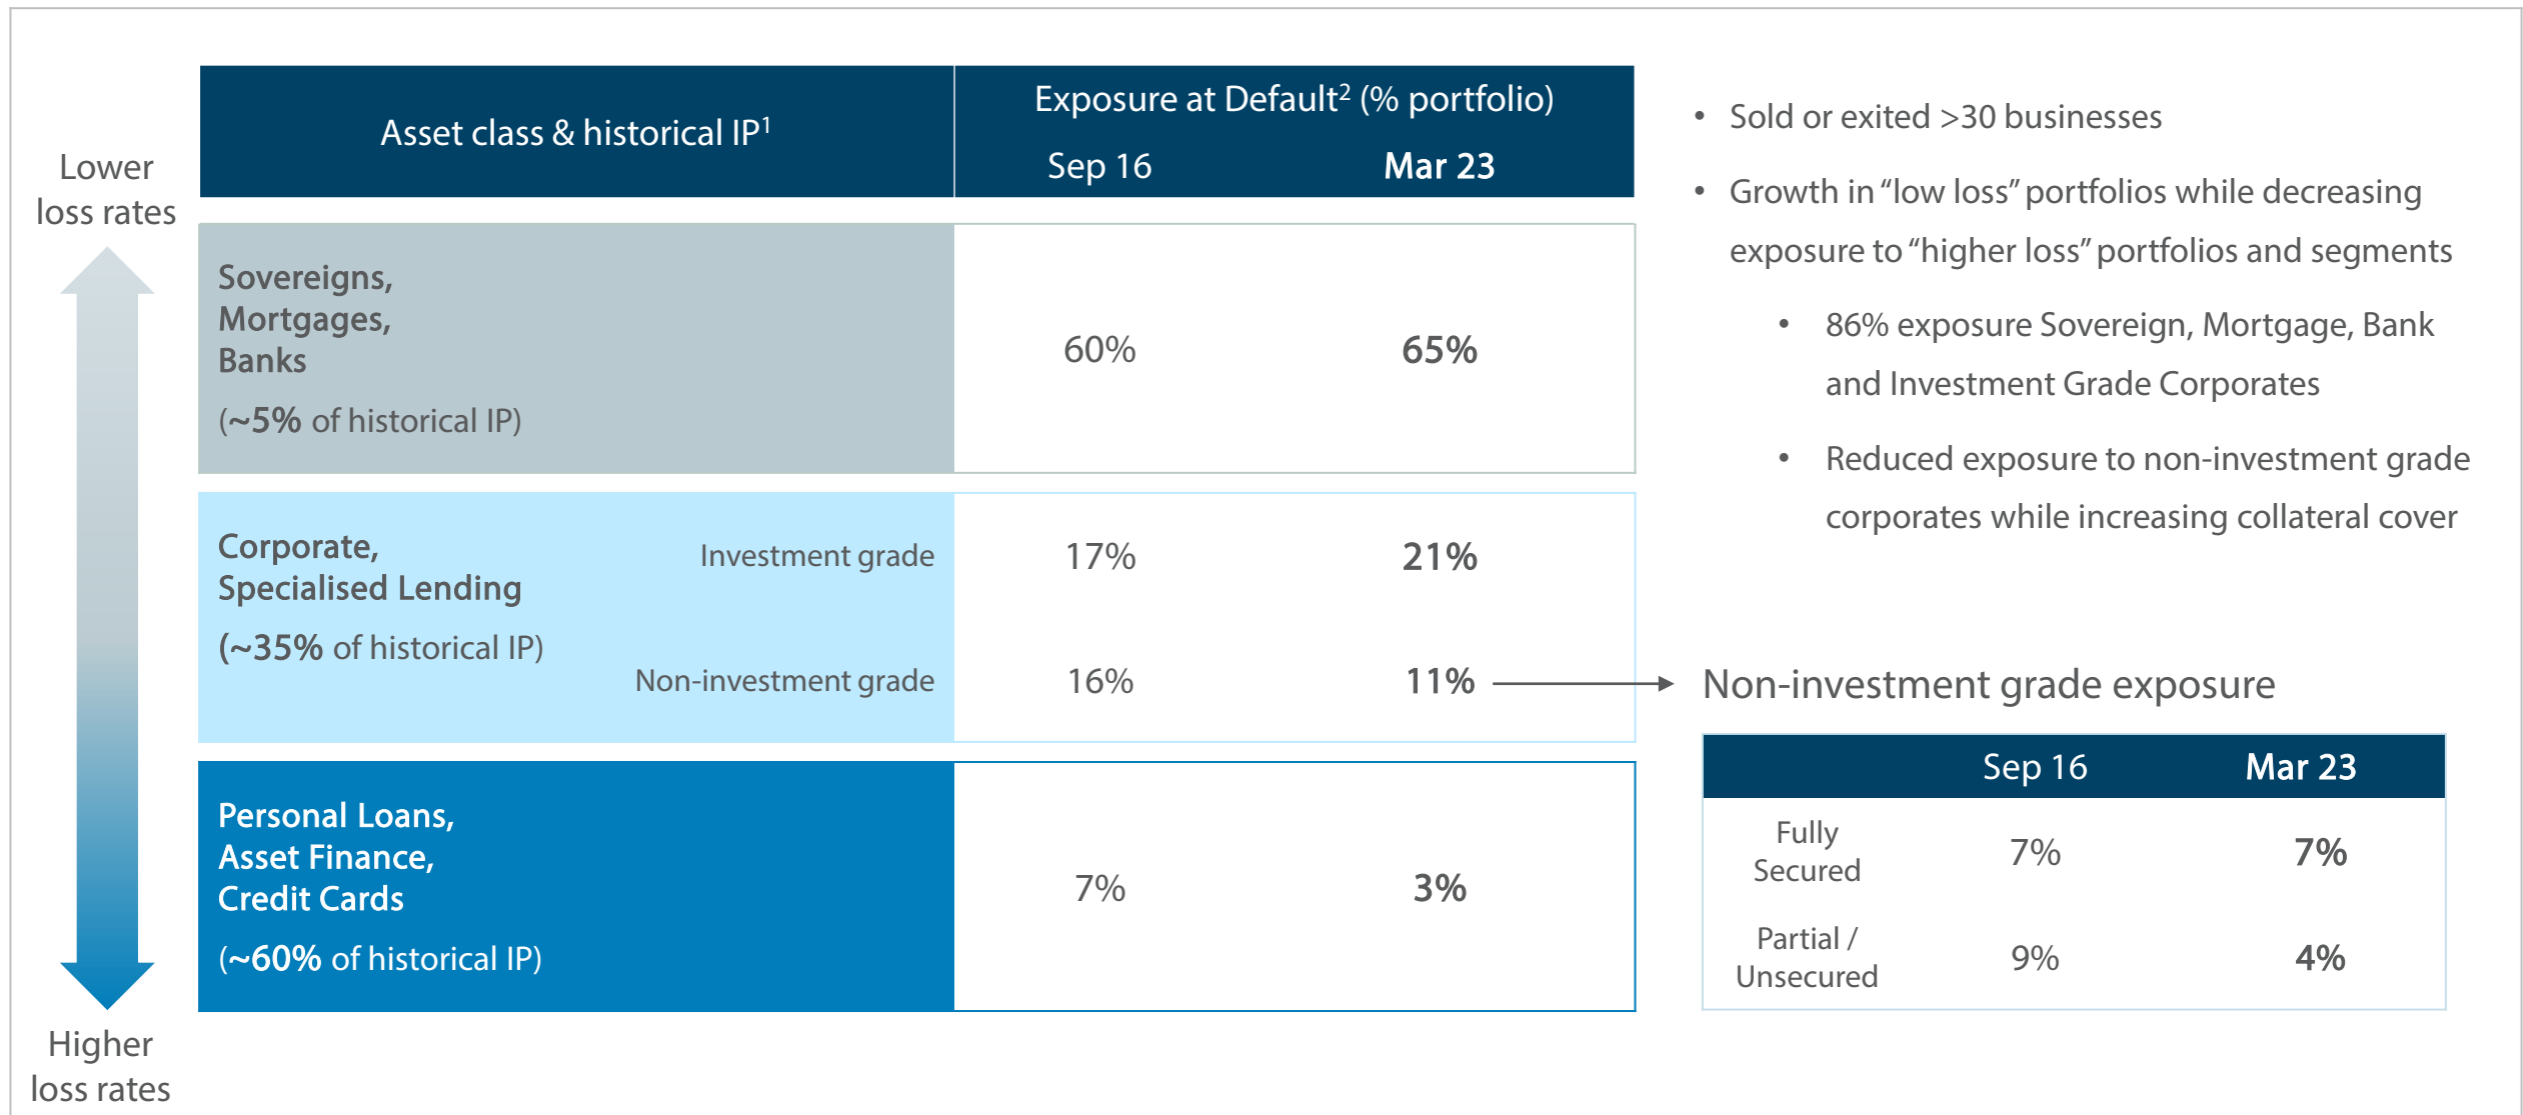 Lower
loss rates
Higher
loss rates
Asset class & historical IP¹
Exposure at Default² (% portfolio)
Sep 16 Mar 23
Sovereigns,
Mortgages,
Banks
(~5% of historical IP)
60% 65%
Corporate,
Specialised Lending
(~35% of historical IP)
Investment grade 17% 21%
Non-investment grade 16% 11%
Personal Loans,
Asset Finance,
Credit Cards
(~60% of historical IP)
7% 3%
• Sold or exited >30 businesses
• Growth in “low loss” portfolios while decreasing
exposure to “higher loss” portfolios and segments
• 86% exposure Sovereign, Mortgage, Bank
and Investment Grade Corporates
• Reduced exposure to non-investment grade
corporates while increasing collateral cover
Non-investment grade exposure
Sep 16 Mar 23
Fully
Secured
7% 7%
Partial /
Unsecured
9% 4%